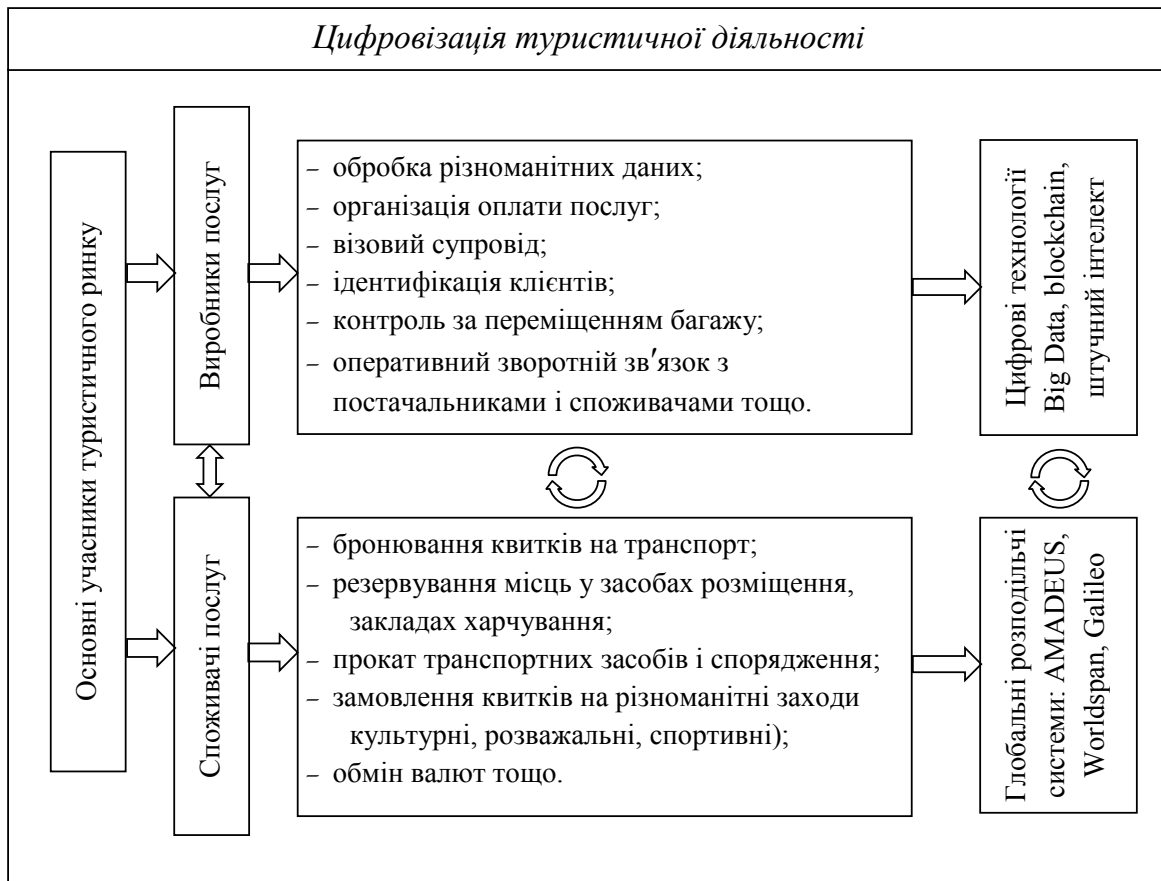 Цифровізація туристичної діяльності
Основні учасники туристичного ринку
Виробники послуг
– обробка різноманітних даних;
– організація оплати послуг;
– візовий супровід;
– ідентифікація клієнтів;
– контроль за переміщенням багажу;
– оперативний зворотній зв′язок з
постачальниками і споживачами тощо.
Цифрові технології
Big Data, blockchain,
штучний інтелект
Споживачі послуг
– бронювання квитків на транспорт;
– резервування місць у засобах розміщення,
закладах харчування;
– прокат транспортних засобів і спорядження;
– замовлення квитків на різноманітні заходи
культурні, розважальні, спортивні);
– обмін валют тощо.
Глобальні розподільчі
системи: AMADEUS,
Worldspan, Galileo